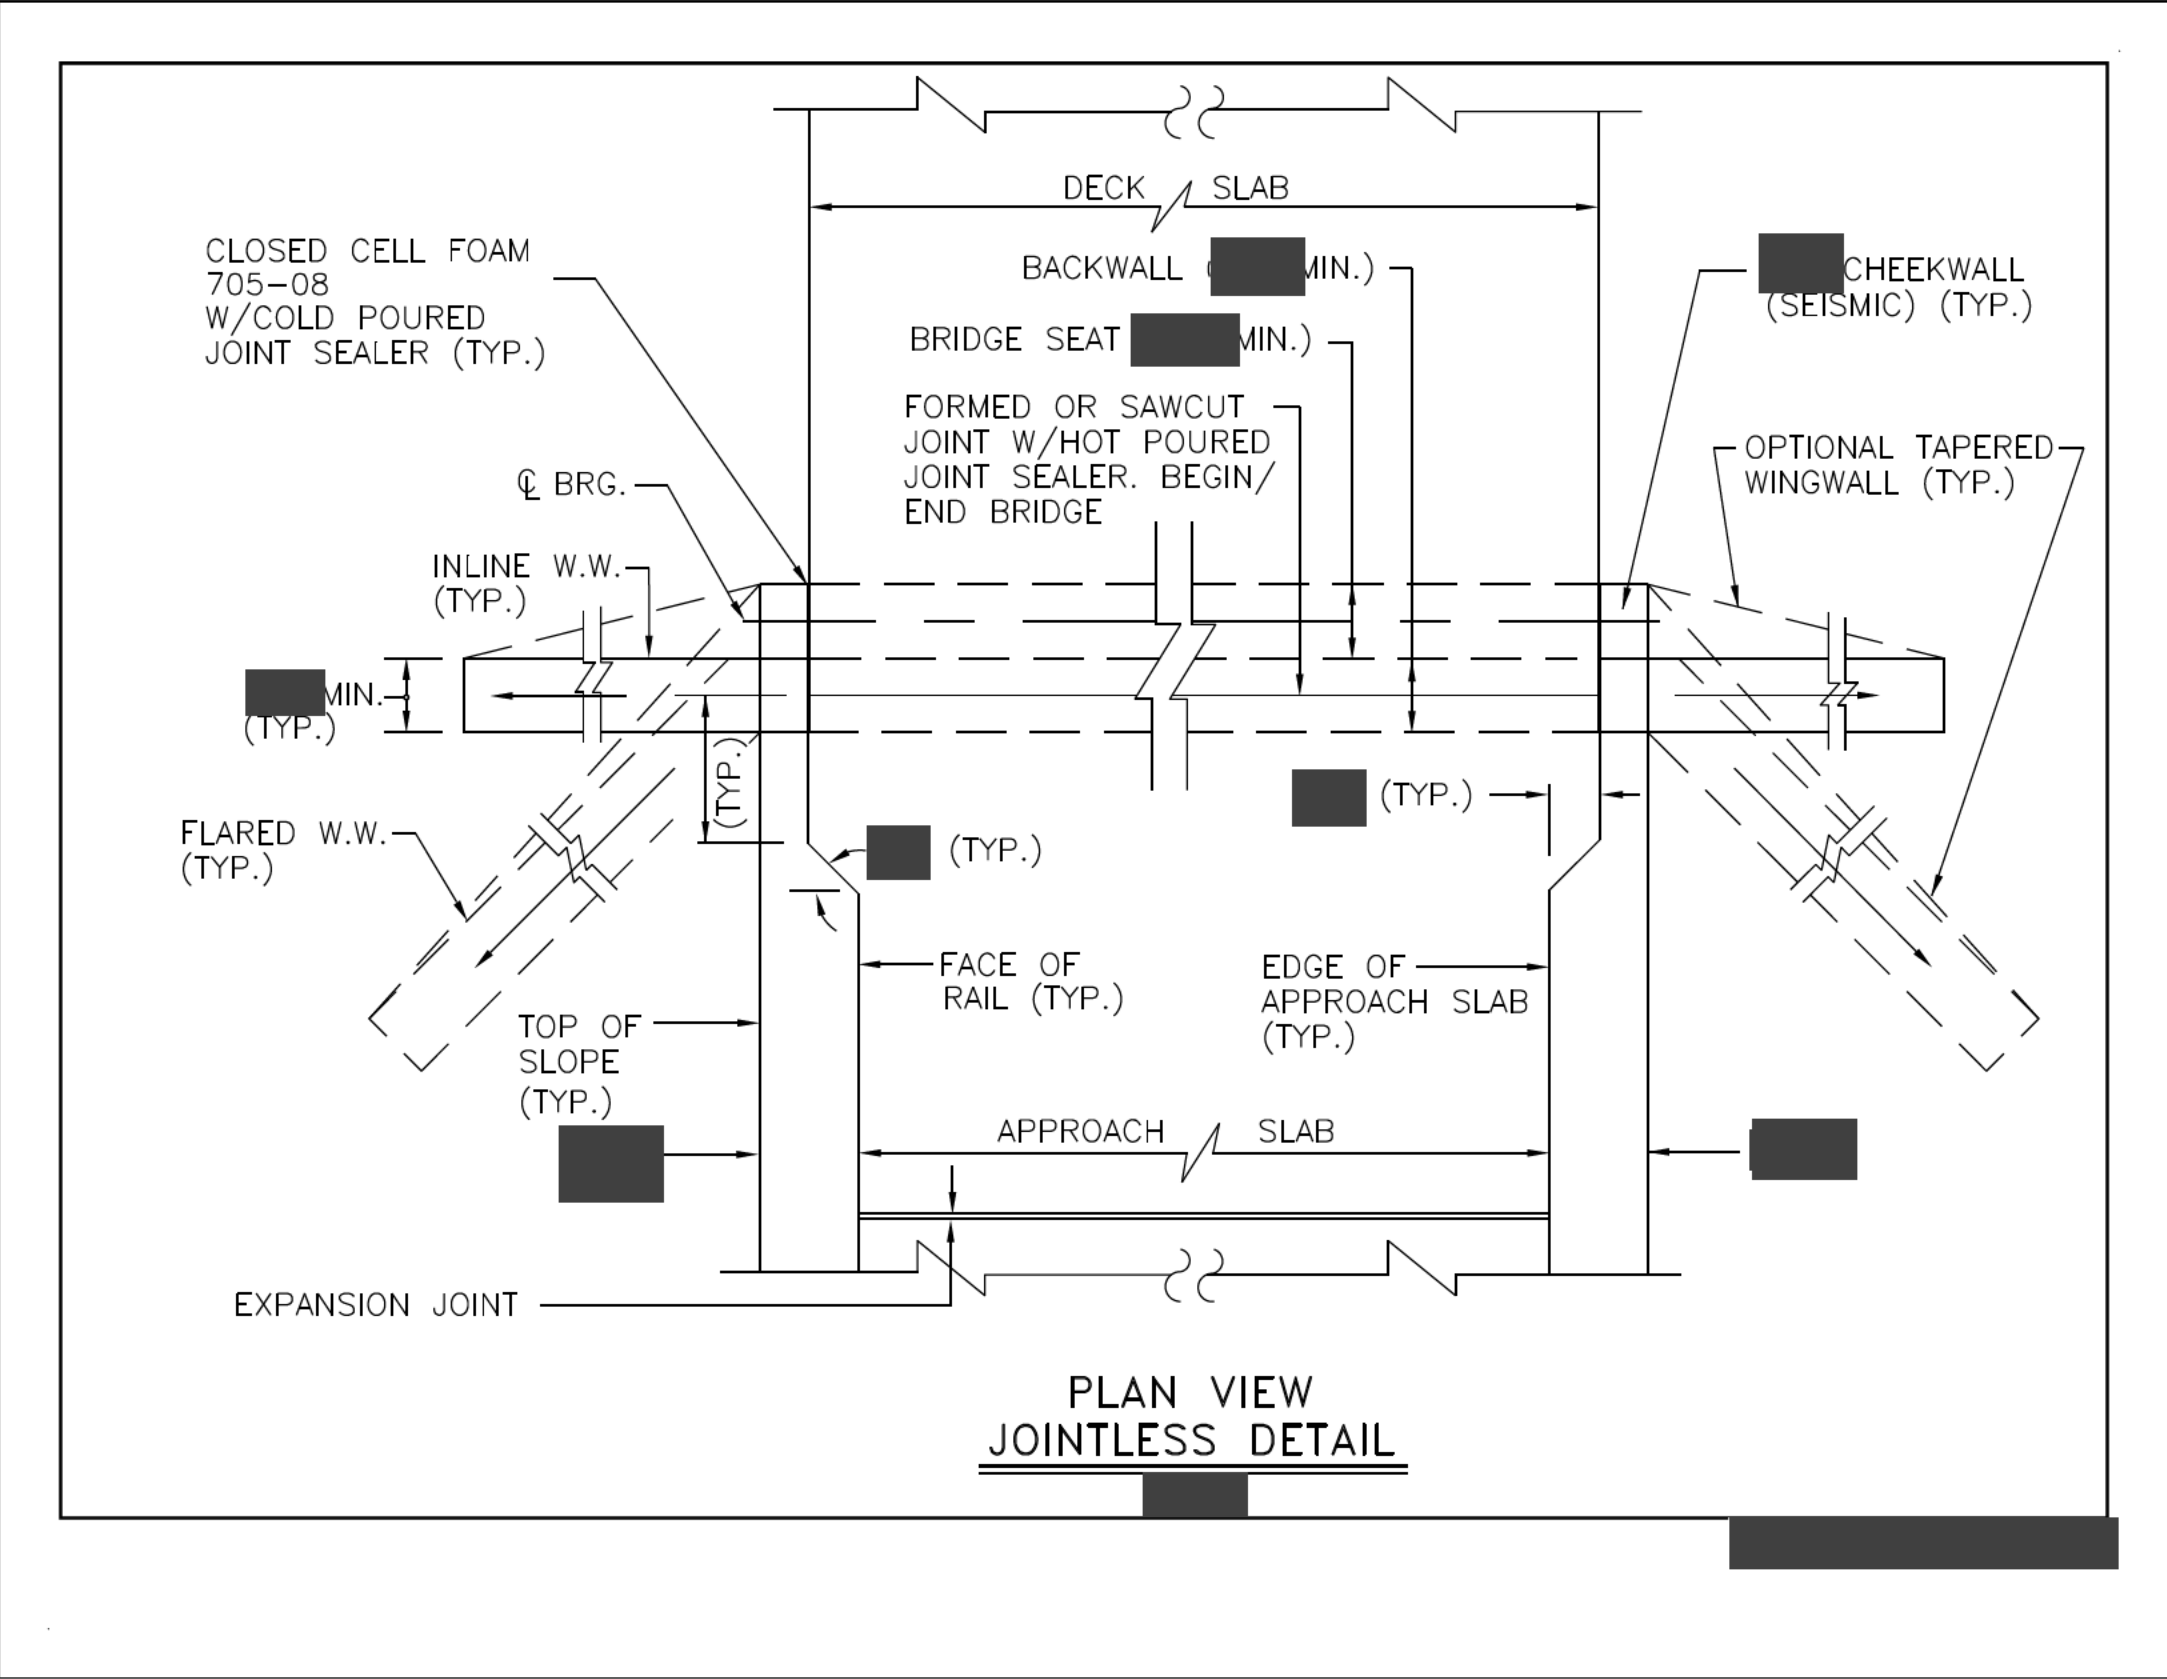 DECK SLAB
CLOSED CELL FOAM
705-08
W/COLD POURED
JOINT SEALER (TYP.)
BACKWALL MIN.)
CHEEKWALL
(SEISMIC) (TYP.)
BRIDGE SEAT MIN.)
FORMED OR SAWCUT
JOINT W/HOT POURED
JOINT SEALER. BEGIN/
END BRIDGE
OPTIONAL TAPERED
WINGWALL (TYP.)
℄ BRG.
INLINE W.W.
(TYP.)
MIN.
(TYP.)
(TYP.)
(TYP.)
FLARED W.W.
(TYP.)
(TYP.)
FACE OF
RAIL (TYP.)
EDGE OF
APPROACH SLAB
(TYP.)
TOP OF
SLOPE
(TYP.)
APPROACH SLAB
EXPANSION JOINT
PLAN VIEW
JOINTLESS DETAIL